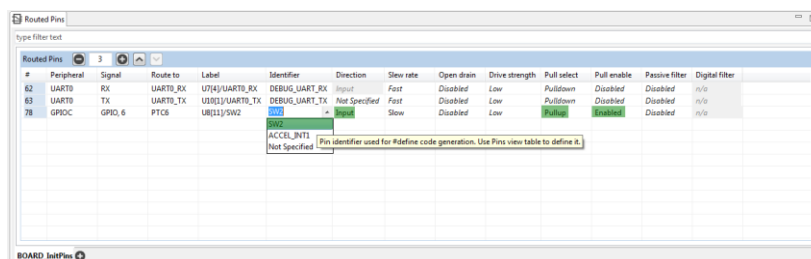 Routed Pins
type filter text
Routed Pins 3
# Peripheral Signal Route to Label Identifier Direction Slew rate Open drain Drive strength Pull select Pull enable Passive filter Digital filter
62 UART0 RX UART0_RX U7[4]/UART0_RX DEBUG_UART_RX Input Fast Disabled Low Pulldown Disabled Disabled n/a
63 UART0 TX UART0_TX U10[1]/UART0_TX DEBUG_UART_TX Not Specified Fast Disabled Low Pulldown Disabled Disabled n/a
78 GPIOC GPIO, 6 PTC6 U8[11]/SW2 SW2 Input Slow Disabled Low Pullup Enabled Disabled n/a
SW2
ACCEL_INT1
Pin identifier used for #define code generation. Use Pins view table to define it.
Not Specified
BOARD_InitPins